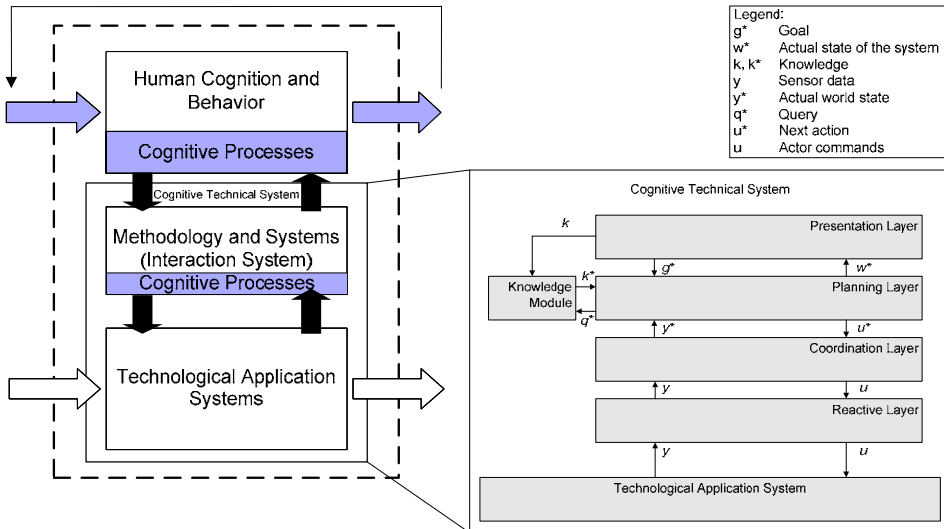 Human Cognition and
Behavior
Cognitive Processes
Cognitive Technical System
Methodology and Systems
(Interaction System)
Cognitive Processes
Technological Application
Systems
Legend:
g* Goal
w* Actual state of the system
k, k* Knowledge
y Sensor data
y* Actual world state
q* Query
u* Next action
u Actor commands
Cognitive Technical System
k
Presentation Layer
g*
w*
k*
Knowledge
Module
Planning Layer
q*
y*
u*
Coordination Layer
y
u
Reactive Layer
y
u
Technological Application System